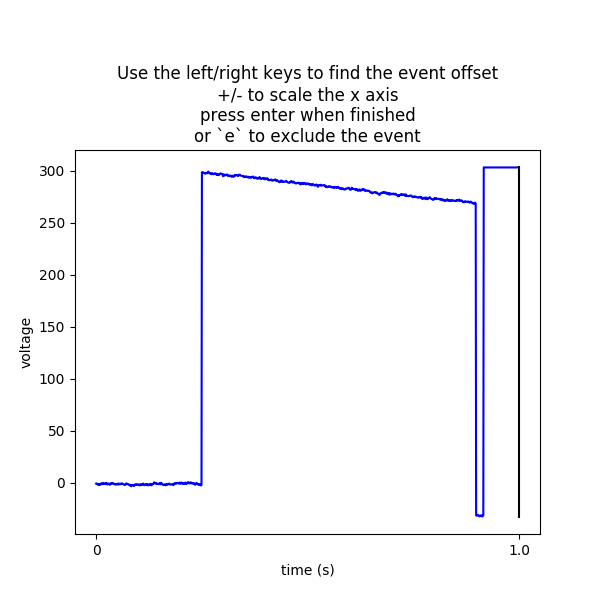 Use the left/right keys to find the event offset
+/- to scale the x axis
press enter when finished
or `e` to exclude the event
300
250
200
150
100
50
0
voltage
0
1.0
time (s)